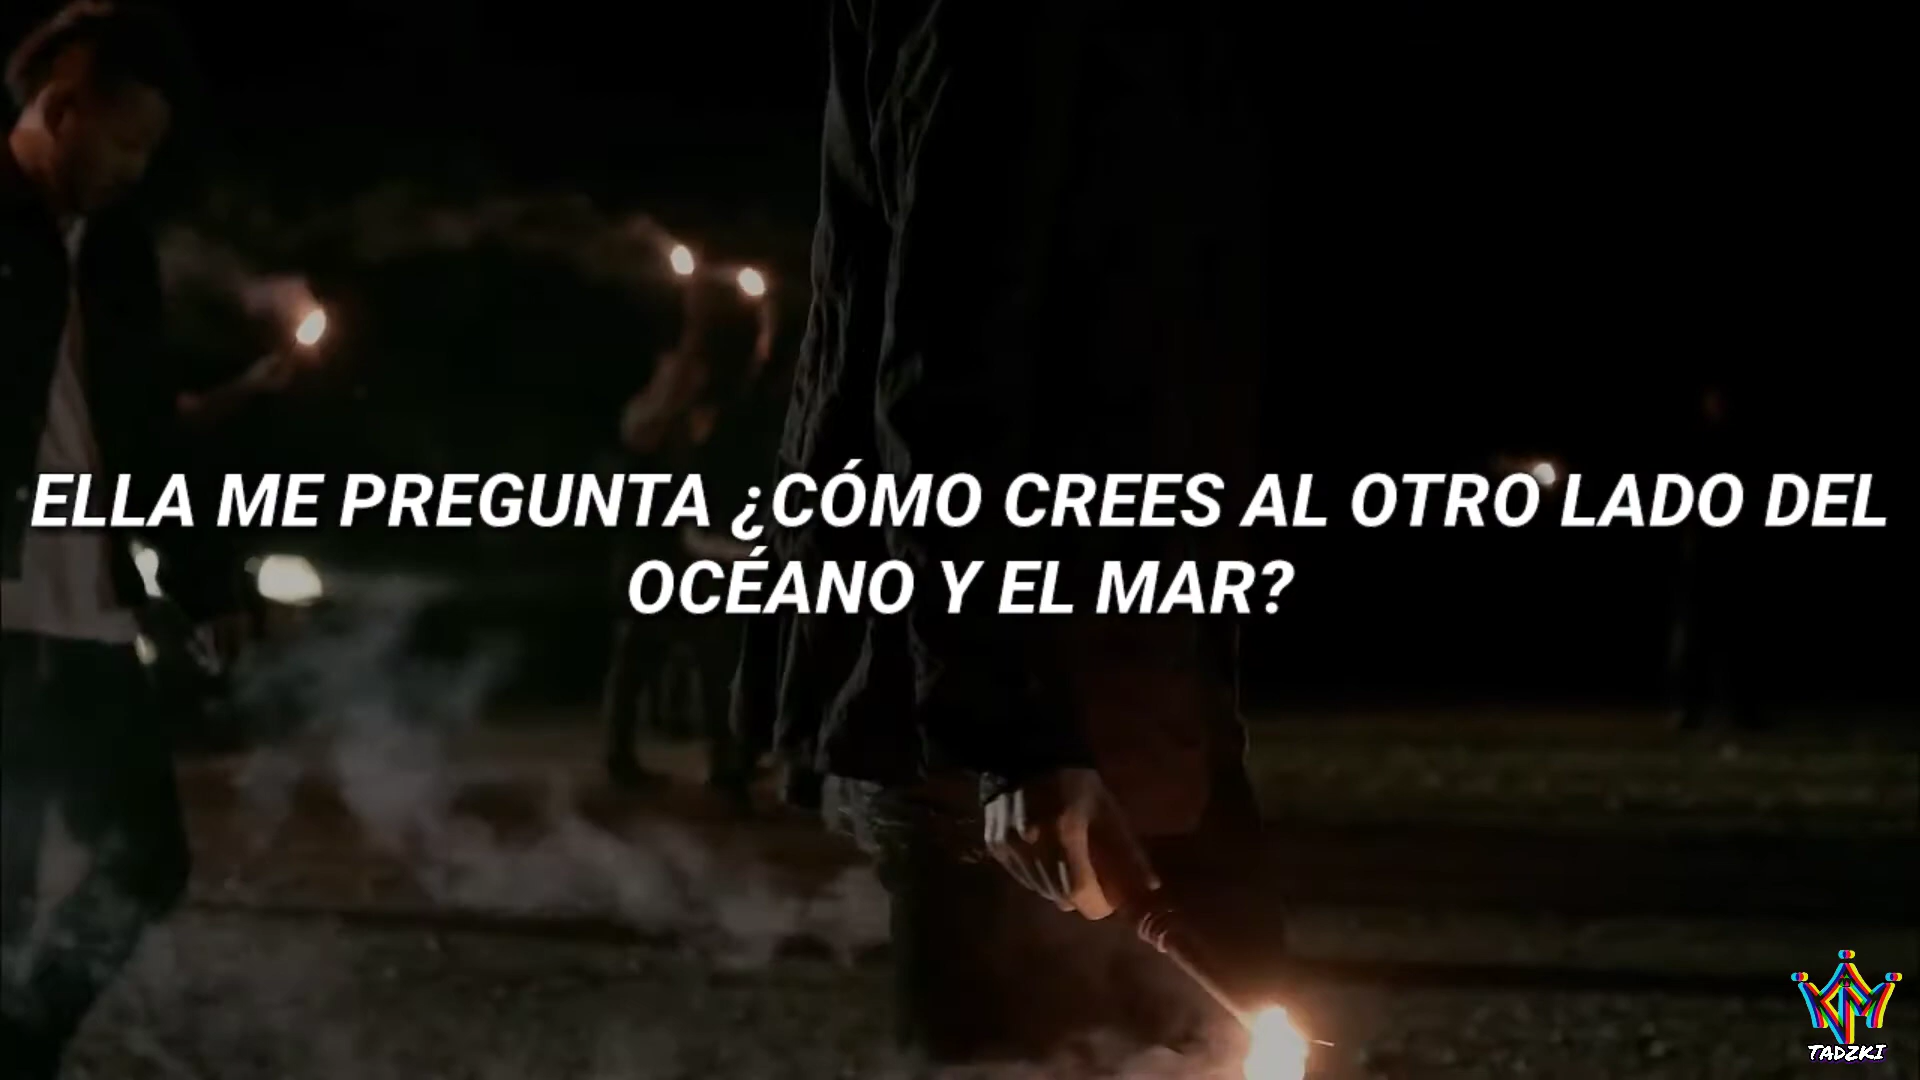 ELLA ME PREGUNTA ¿CÓMO CREES AL OTRO LADO DEL
OCÉANO Y EL MAR?
TADZKI